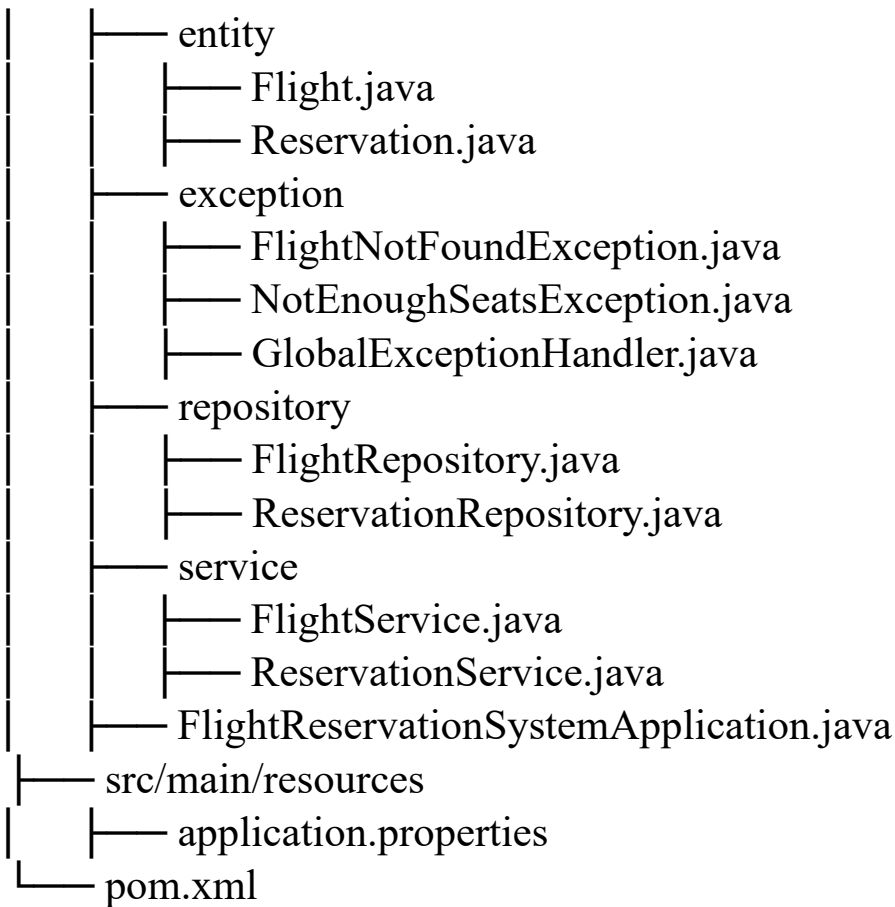 │ ├── entity
│ │ ├── Flight.java
│ │ ├── Reservation.java
│ ├── exception
│ │ ├── FlightNotFoundException.java
│ │ ├── NotEnoughSeatsException.java
│ │ ├── GlobalExceptionHandler.java
│ ├── repository
│ │ ├── FlightRepository.java
│ │ ├── ReservationRepository.java
│ ├── service
│ │ ├── FlightService.java
│ │ ├── ReservationService.java
│ ├── FlightReservationSystemApplication.java
├── src/main/resources
│ ├── application.properties
└── pom.xml